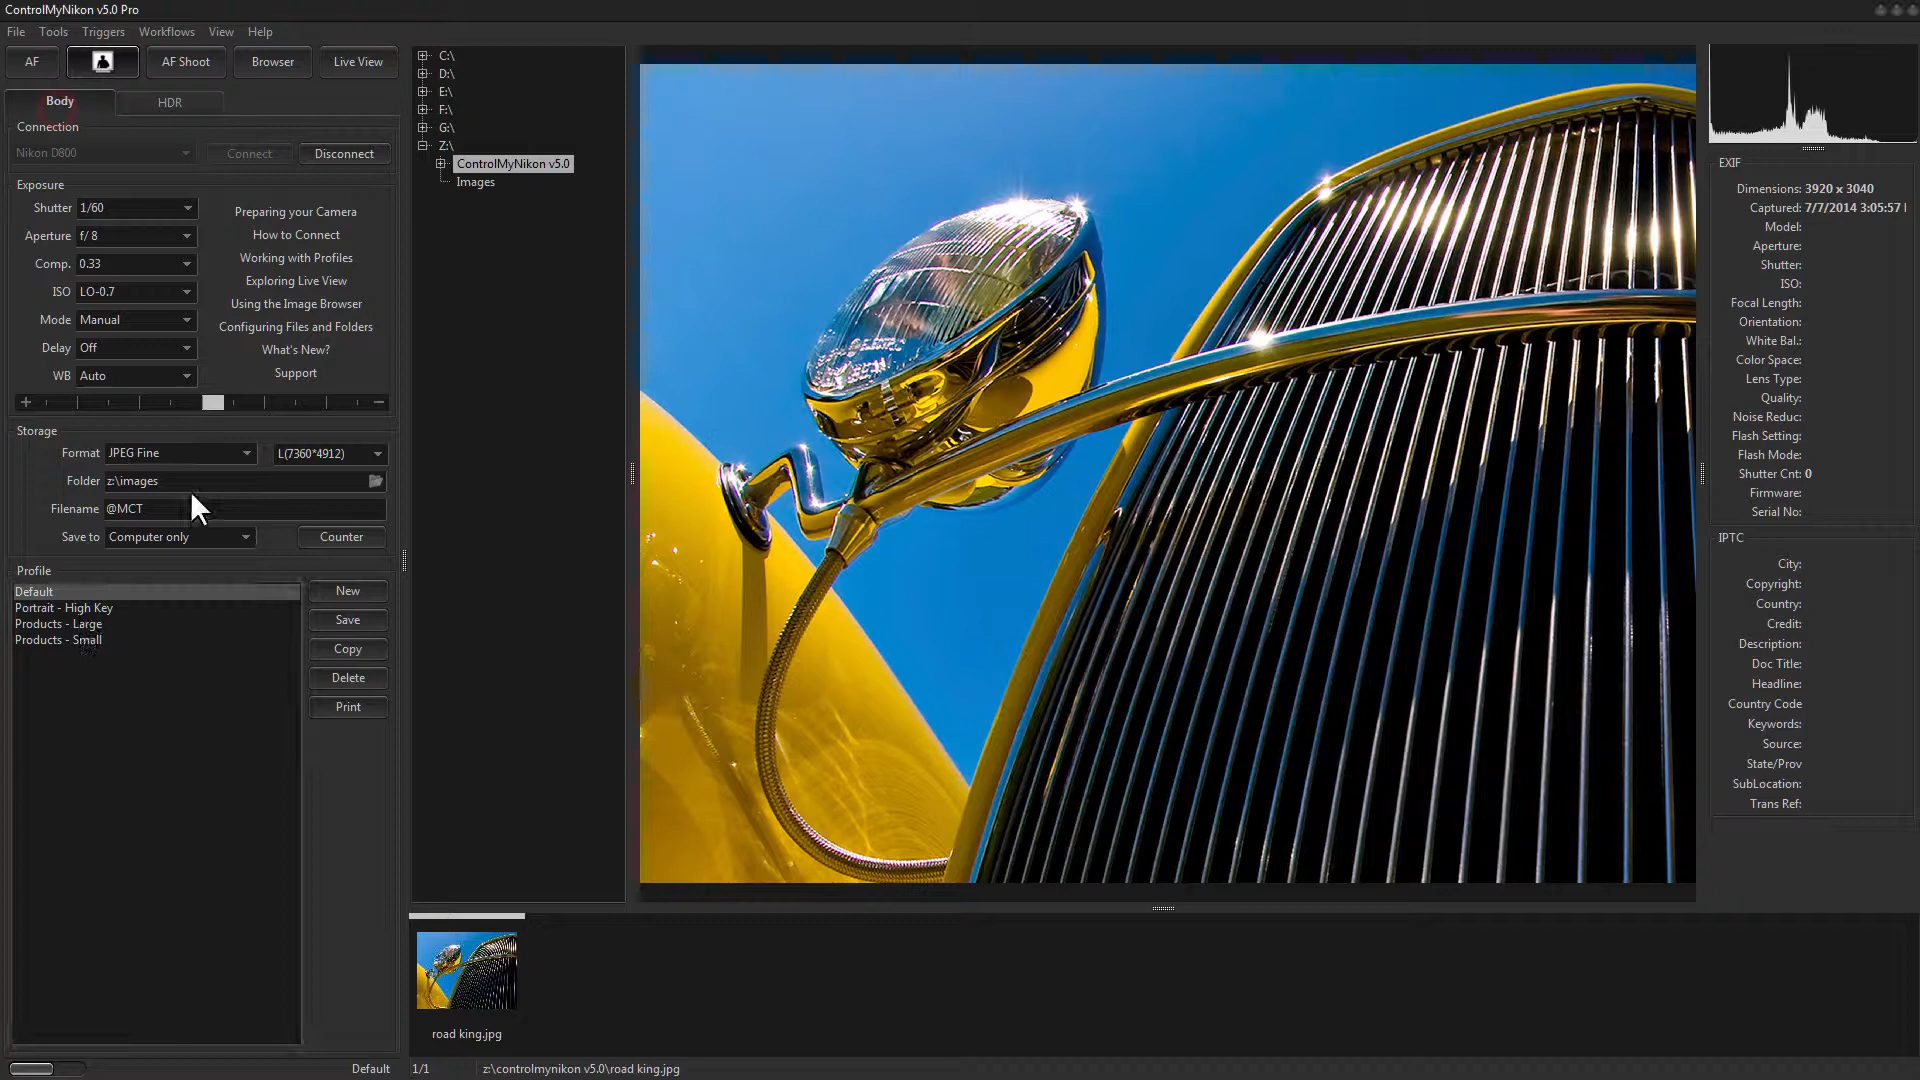 ControlMyNikon v5.0 Pro
File Tools Triggers Workflows View Help
AF AF Shoot Browser Live View
Body HDR
Connection
Nikon D800 Connect Disconnect
Exposure
Shutter 1/60
Aperture f/ 8
Comp. 0.33
ISO LO-0.7
Mode Manual
Delay Off
WB Auto
Preparing your Camera
How to Connect
Working with Profiles
Exploring Live View
Using the Image Browser
Configuring Files and Folders
What's New?
Support
Storage
Format JPEG Fine L(7360*4912)
Folder z:\images
Filename @MCT
Save to Computer only Counter
Profile
Default
Portrait - High Key
Products - Large
Products - Small
New
Save
Copy
Delete
Print
Default
C:\
D:\
E:\
F:\
G:\
Z:\
ControlMyNikon v5.0
Images
road king.jpg
1/1 z:\controlmynikon v5.0\road king.jpg
EXIF
Dimensions: 3920 x 3040
Captured: 7/7/2014 3:05:57
Model:
Aperture:
Shutter:
ISO:
Focal Length:
Orientation:
White Bal.:
Color Space:
Lens Type:
Quality:
Noise Reduc:
Flash Setting:
Flash Mode:
Shutter Cnt: 0
Firmware:
Serial No:
IPTC
City:
Copyright:
Country:
Credit:
Description:
Doc Title:
Headline:
Country Code
Keywords:
Source:
State/Prov
SubLocation:
Trans Ref: